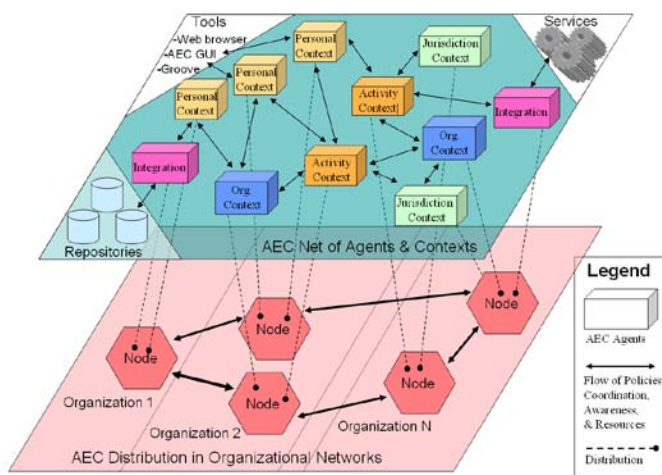 Tools
-Web browser
-AEC GUI
-Groove
Services
Personal
Context
Personal
Context
Personal
Context
Jurisdiction
Context
Activity
Context
Integration
Org.
Context
Activity
Context
Integration
Org.
Context
Jurisdiction
Context
Repositories
AEC Net of Agents & Contexts
Node
Node
Node
Node
Node
Organization 1
Organization 2
Organization N
AEC Distribution in Organizational Networks
Legend
AEC Agents
Flow of Policies
Coordination,
Awareness,
& Resources
Distribution